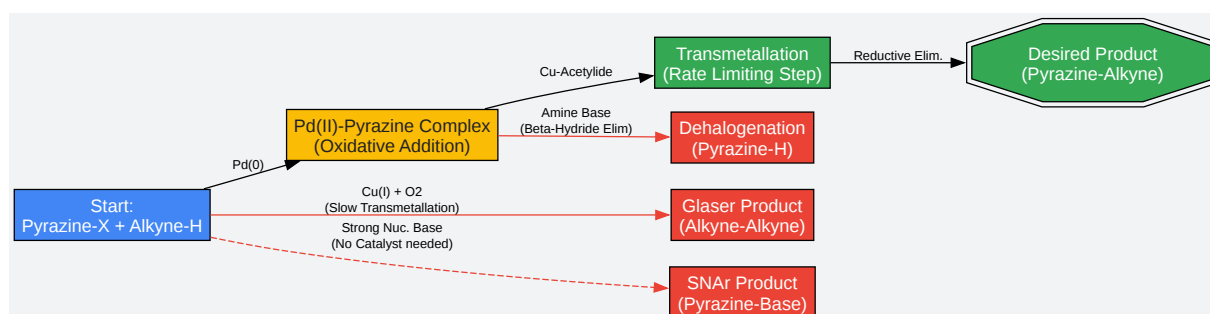 Transmetallation
(Rate Limiting Step)
Reductive Elim.
Desired Product
(Pyrazine-Alkyne)
Cu-Acetylide
Pd(II)-Pyrazine Complex
(Oxidative Addition)
Amine Base
(Beta-Hydride Elim)
Dehalogenation
(Pyrazine-H)
Pd(0)
Start:
Pyrazine-X + Alkyne-H
Cu(I) + O2
(Slow Transmetallation)
Glaser Product
(Alkyne-Alkyne)
Strong Nuc. Base
(No Catalyst needed)
SNAr Product
(Pyrazine-Base)